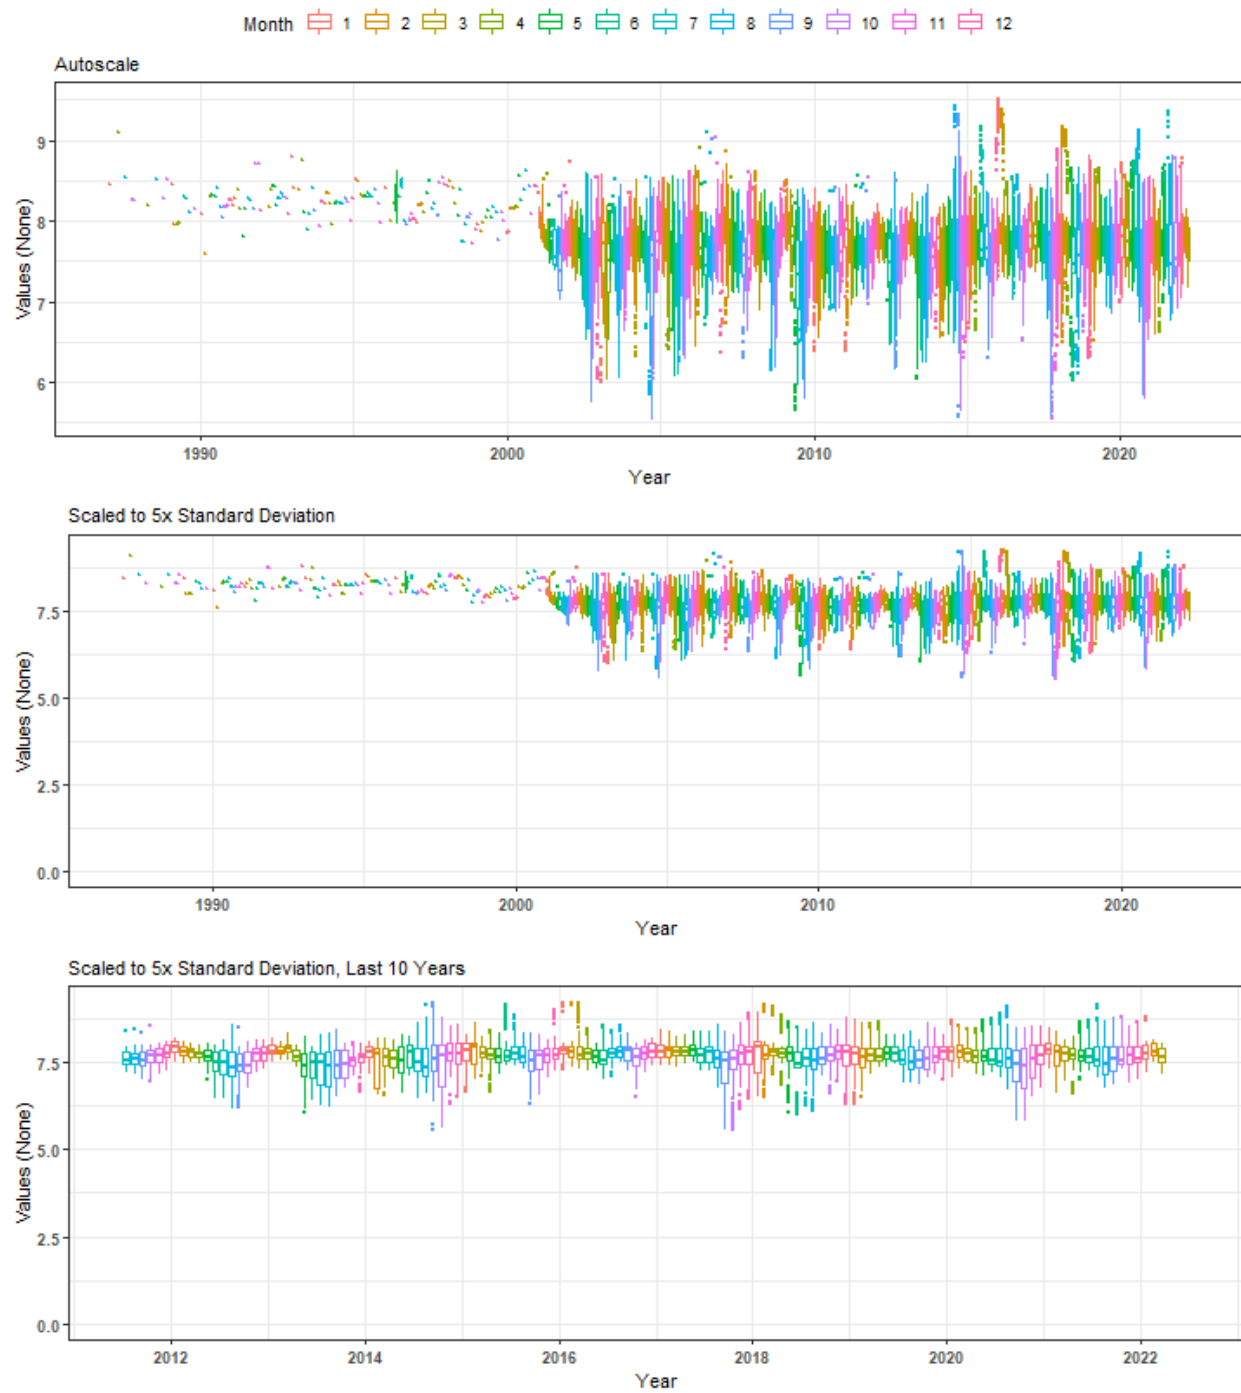 Month 1 2 3 4 5 6 7 8 9 10 11 12
Autoscale
Values (None)
9
8
7
6
1990 2000 2010 2020
Year
Scaled to 5x Standard Deviation
Values (None)
7.5
5.0
2.5
0.0
1990 2000 2010 2020
Year
Scaled to 5x Standard Deviation, Last 10 Years
Values (None)
7.5
5.0
2.5
0.0
2012 2014 2016 2018 2020 2022
Year